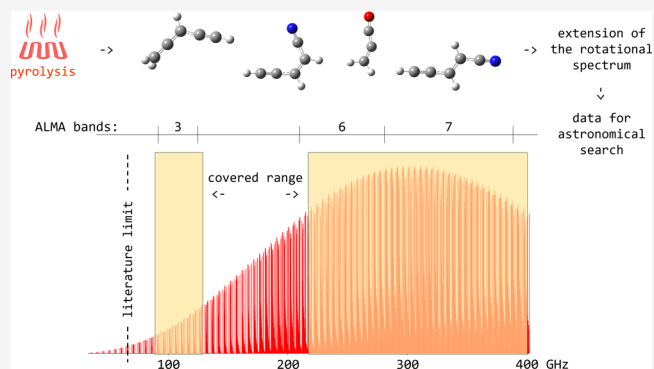 pyrolysis
->
->
extension of
the rotational
spectrum
->
data for
astronomical
search
ALMA bands:
3
6
7
literature limit
covered range
<-
->
100
200
300
400 GHz